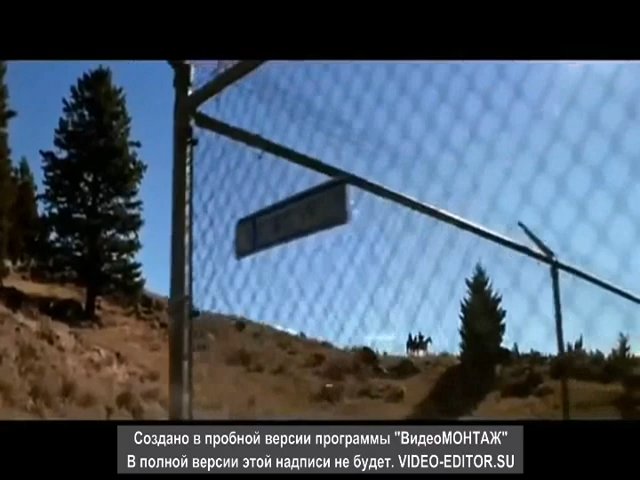 Создано в пробной версии программы "ВидеоМОНТАЖ"
В полной версии этой надписи не будет. VIDEO-EDITOR.SU